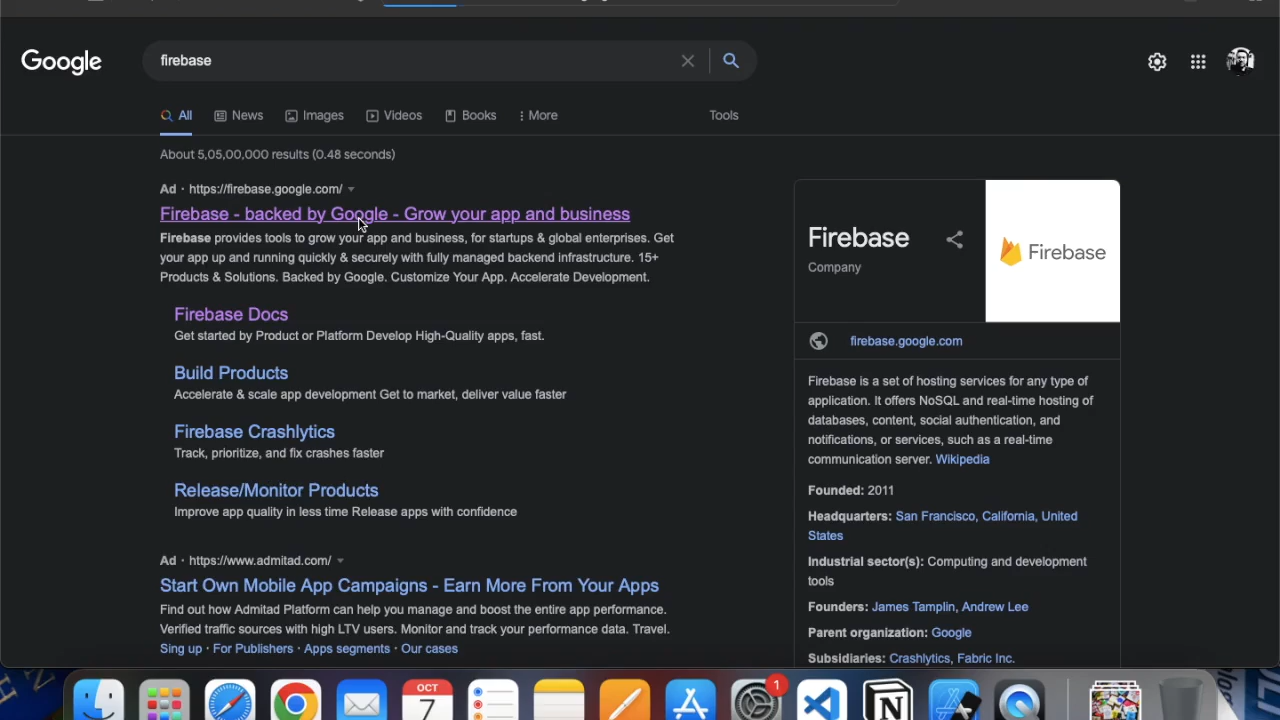 Google
firebase
All
News
Images
Videos
Books
More
Tools
About 5,05,00,000 results (0.48 seconds)
Ad · https://firebase.google.com/
Firebase - backed by Google - Grow your app and business
Firebase provides tools to grow your app and business, for startups & global enterprises. Get
your app up and running quickly & securely with fully managed backend infrastructure. 15+
Products & Solutions. Backed by Google. Customize Your App. Accelerate Development.
Firebase Docs
Get started by Product or Platform Develop High-Quality apps, fast.
Build Products
Accelerate & scale app development Get to market, deliver value faster
Firebase Crashlytics
Track, prioritize, and fix crashes faster
Release/Monitor Products
Improve app quality in less time Release apps with confidence
Ad · https://www.admitad.com/
Start Own Mobile App Campaigns - Earn More From Your Apps
Find out how Admitad Platform can help you manage and boost the entire app performance.
Verified traffic sources with high LTV users. Monitor and track your performance data. Travel.
Sing up · For Publishers · Apps segments · Our cases
Firebase
Company
Firebase
firebase.google.com
Firebase is a set of hosting services for any type of
application. It offers NoSQL and real-time hosting of
databases, content, social authentication, and
notifications, or services, such as a real-time
communication server. Wikipedia
Founded: 2011
Headquarters: San Francisco, California, United
States
Industrial sector(s): Computing and development
tools
Founders: James Tamplin, Andrew Lee
Parent organization: Google
Subsidiaries: Crashlytics, Fabric Inc.
OCT
7
1